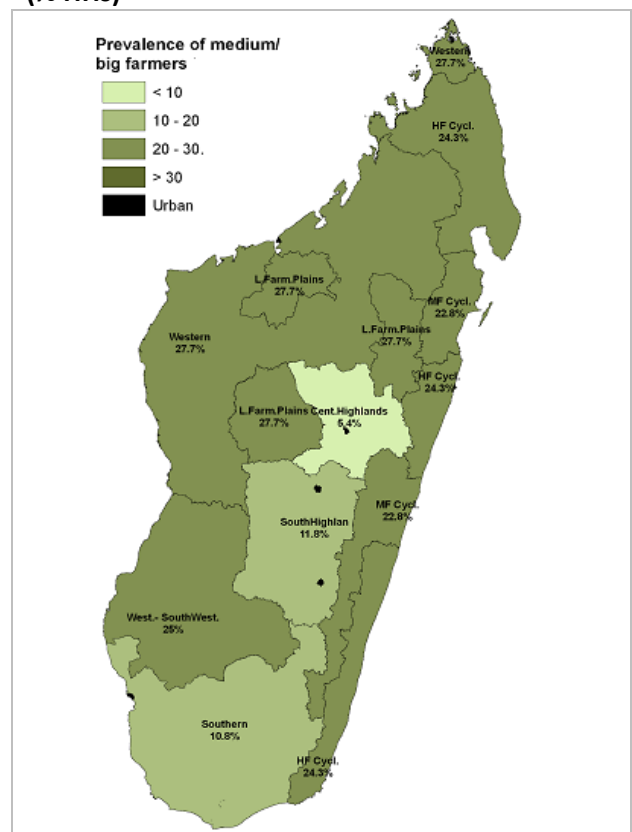 Prevalence of medium/
big farmers
< 10
10 - 20
20 - 30.
> 30
Urban
Western
27.7%
HF Cycl.
24.3%
L.Farm.Plains
27.7%
MF Cycl.
22.8%
L.Farm.Plains
27.7%
Western
27.7%
HF Cycl.
24.3%
L.Farm.Plains
27.7%
Cent.Highlands
5.4%
MF Cycl.
22.8%
SouthHighlan
11.8%
West.- SouthWest.
25%
Southern
10.8%
HF Cycl.
24.3%